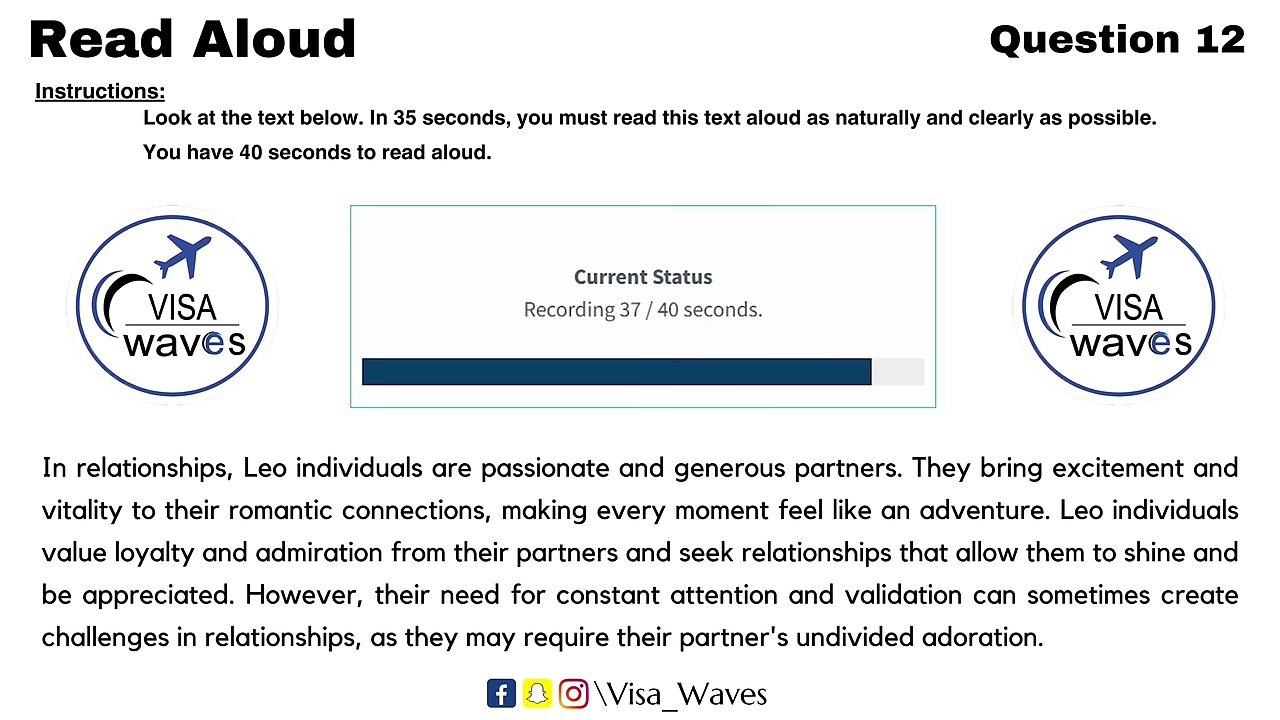 Read Aloud
Question 12
Instructions:
Look at the text below. In 35 seconds, you must read this text aloud as naturally and clearly as possible.
You have 40 seconds to read aloud.
VISA
waves
Current Status
Recording 37 / 40 seconds.
VISA
waves
In relationships, Leo individuals are passionate and generous partners. They bring excitement and
vitality to their romantic connections, making every moment feel like an adventure. Leo individuals
value loyalty and admiration from their partners and seek relationships that allow them to shine and
be appreciated. However, their need for constant attention and validation can sometimes create
challenges in relationships, as they may require their partner's undivided adoration.
\Visa_Waves